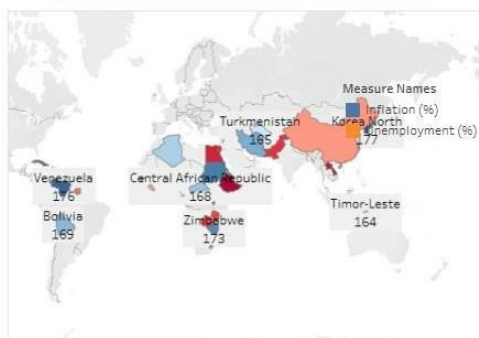 Measure Names
Inflation (%)
Unemployment (%)
Turkmenistan
165
Korea North
177
Venezuela
176
Central African Republic
168
Bolivia
169
Zimbabwe
173
Timor-Leste
164